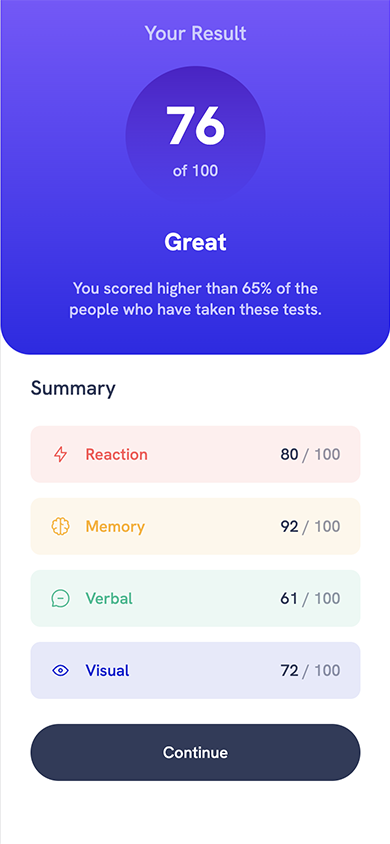 Your Result
76
of 100
Great
You scored higher than 65% of the
people who have taken these tests.
Summary
Reaction 80 / 100
Memory 92 / 100
Verbal 61 / 100
Visual 72 / 100
Continue